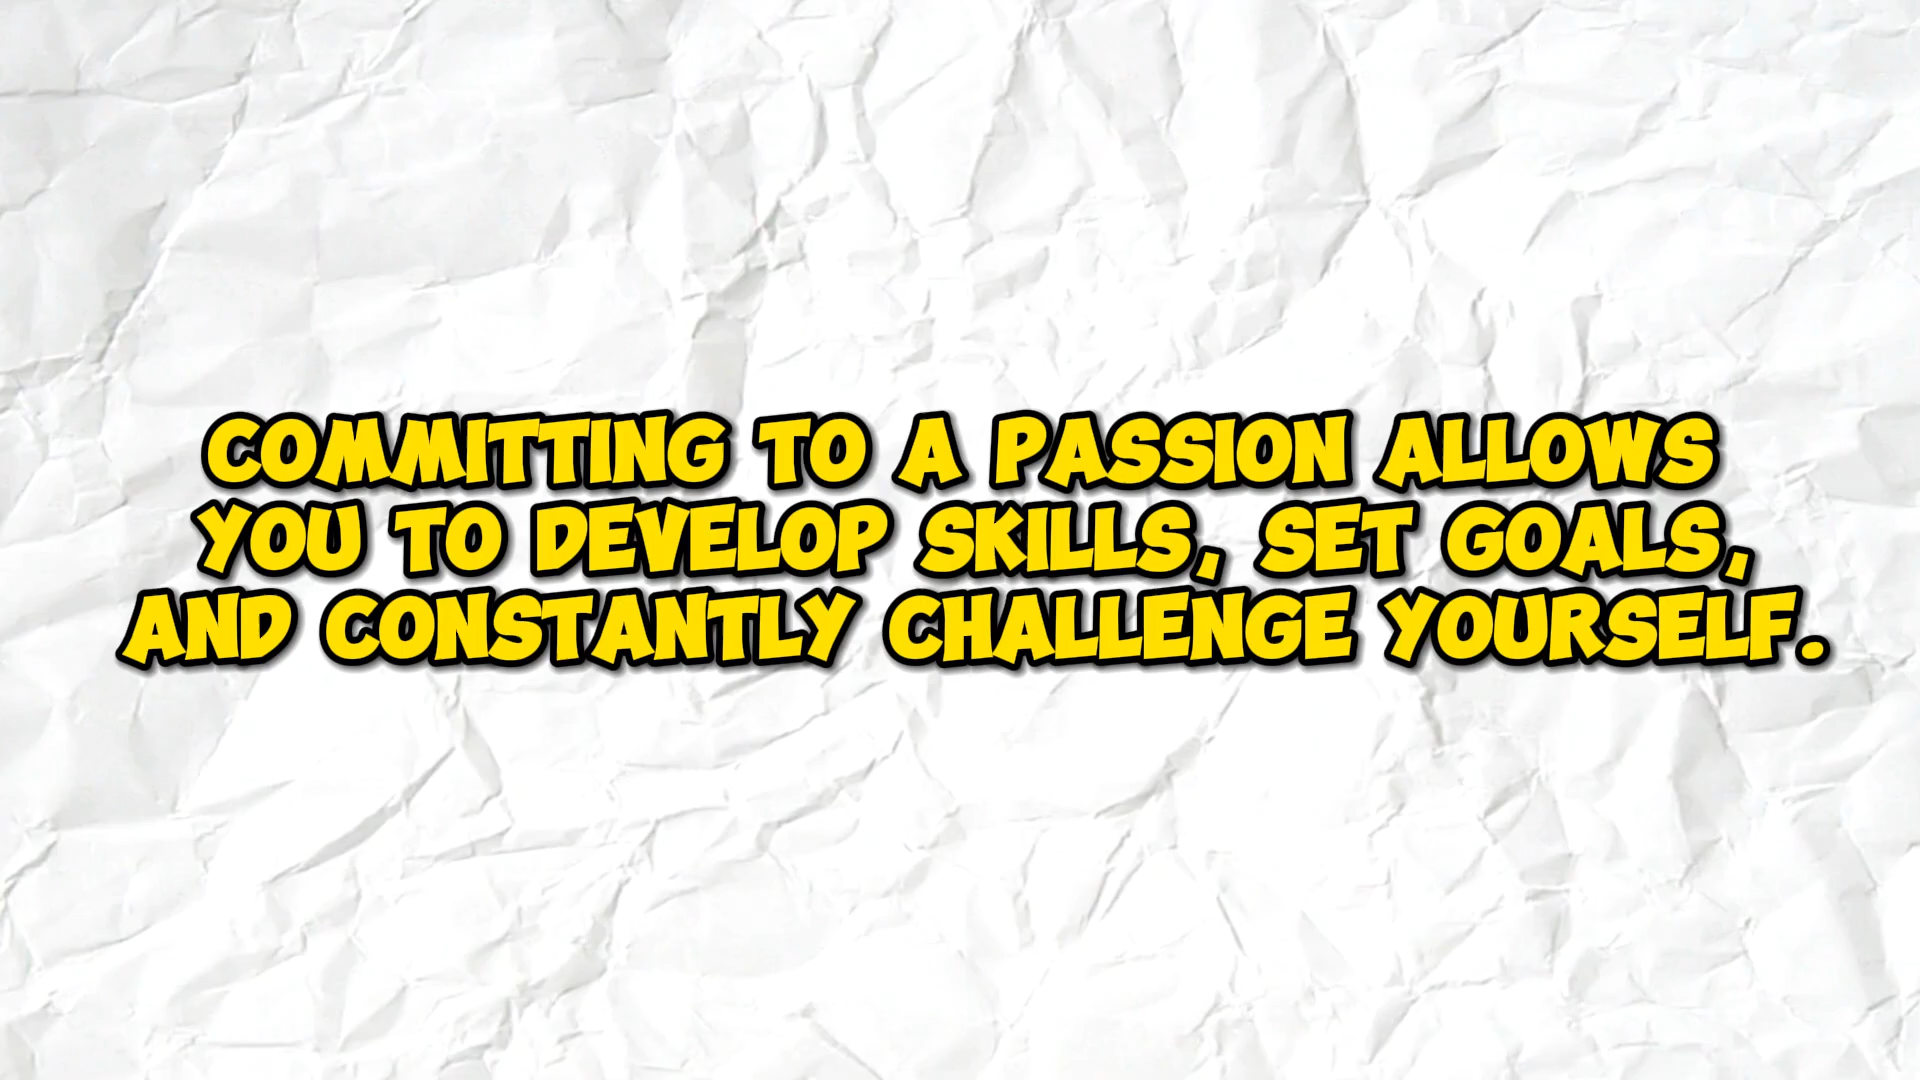 COMMITTING TO A PASSION ALLOWS
YOU TO DEVELOP SKILLS, SET GOALS,
AND CONSTANTLY CHALLENGE YOURSELF.